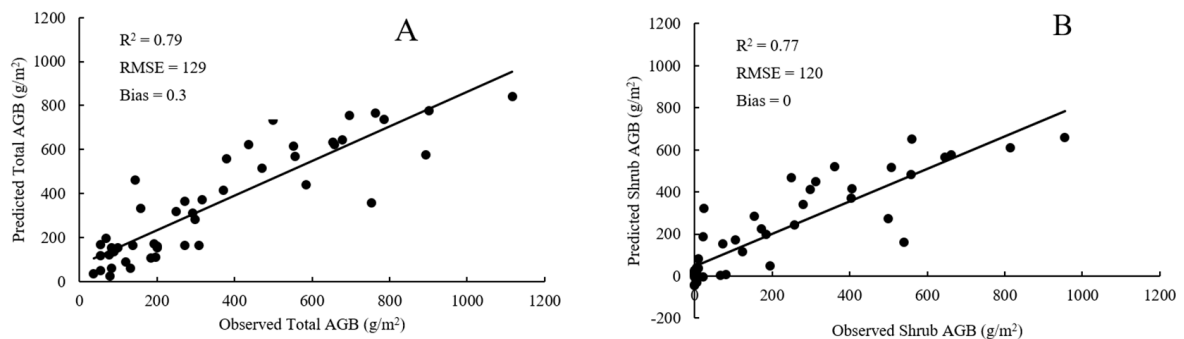 A
R² = 0.79
RMSE = 129
Bias = 0.3
Predicted Total AGB (g/m²)
1200
1000
800
600
400
200
0
0 200 400 600 800 1000 1200
Observed Total AGB (g/m²)
B
R² = 0.77
RMSE = 120
Bias = 0
Predicted Shrub AGB (g/m²)
1200
1000
800
600
400
200
0
-200
0 200 400 600 800 1000 1200
Observed Shrub AGB (g/m²)